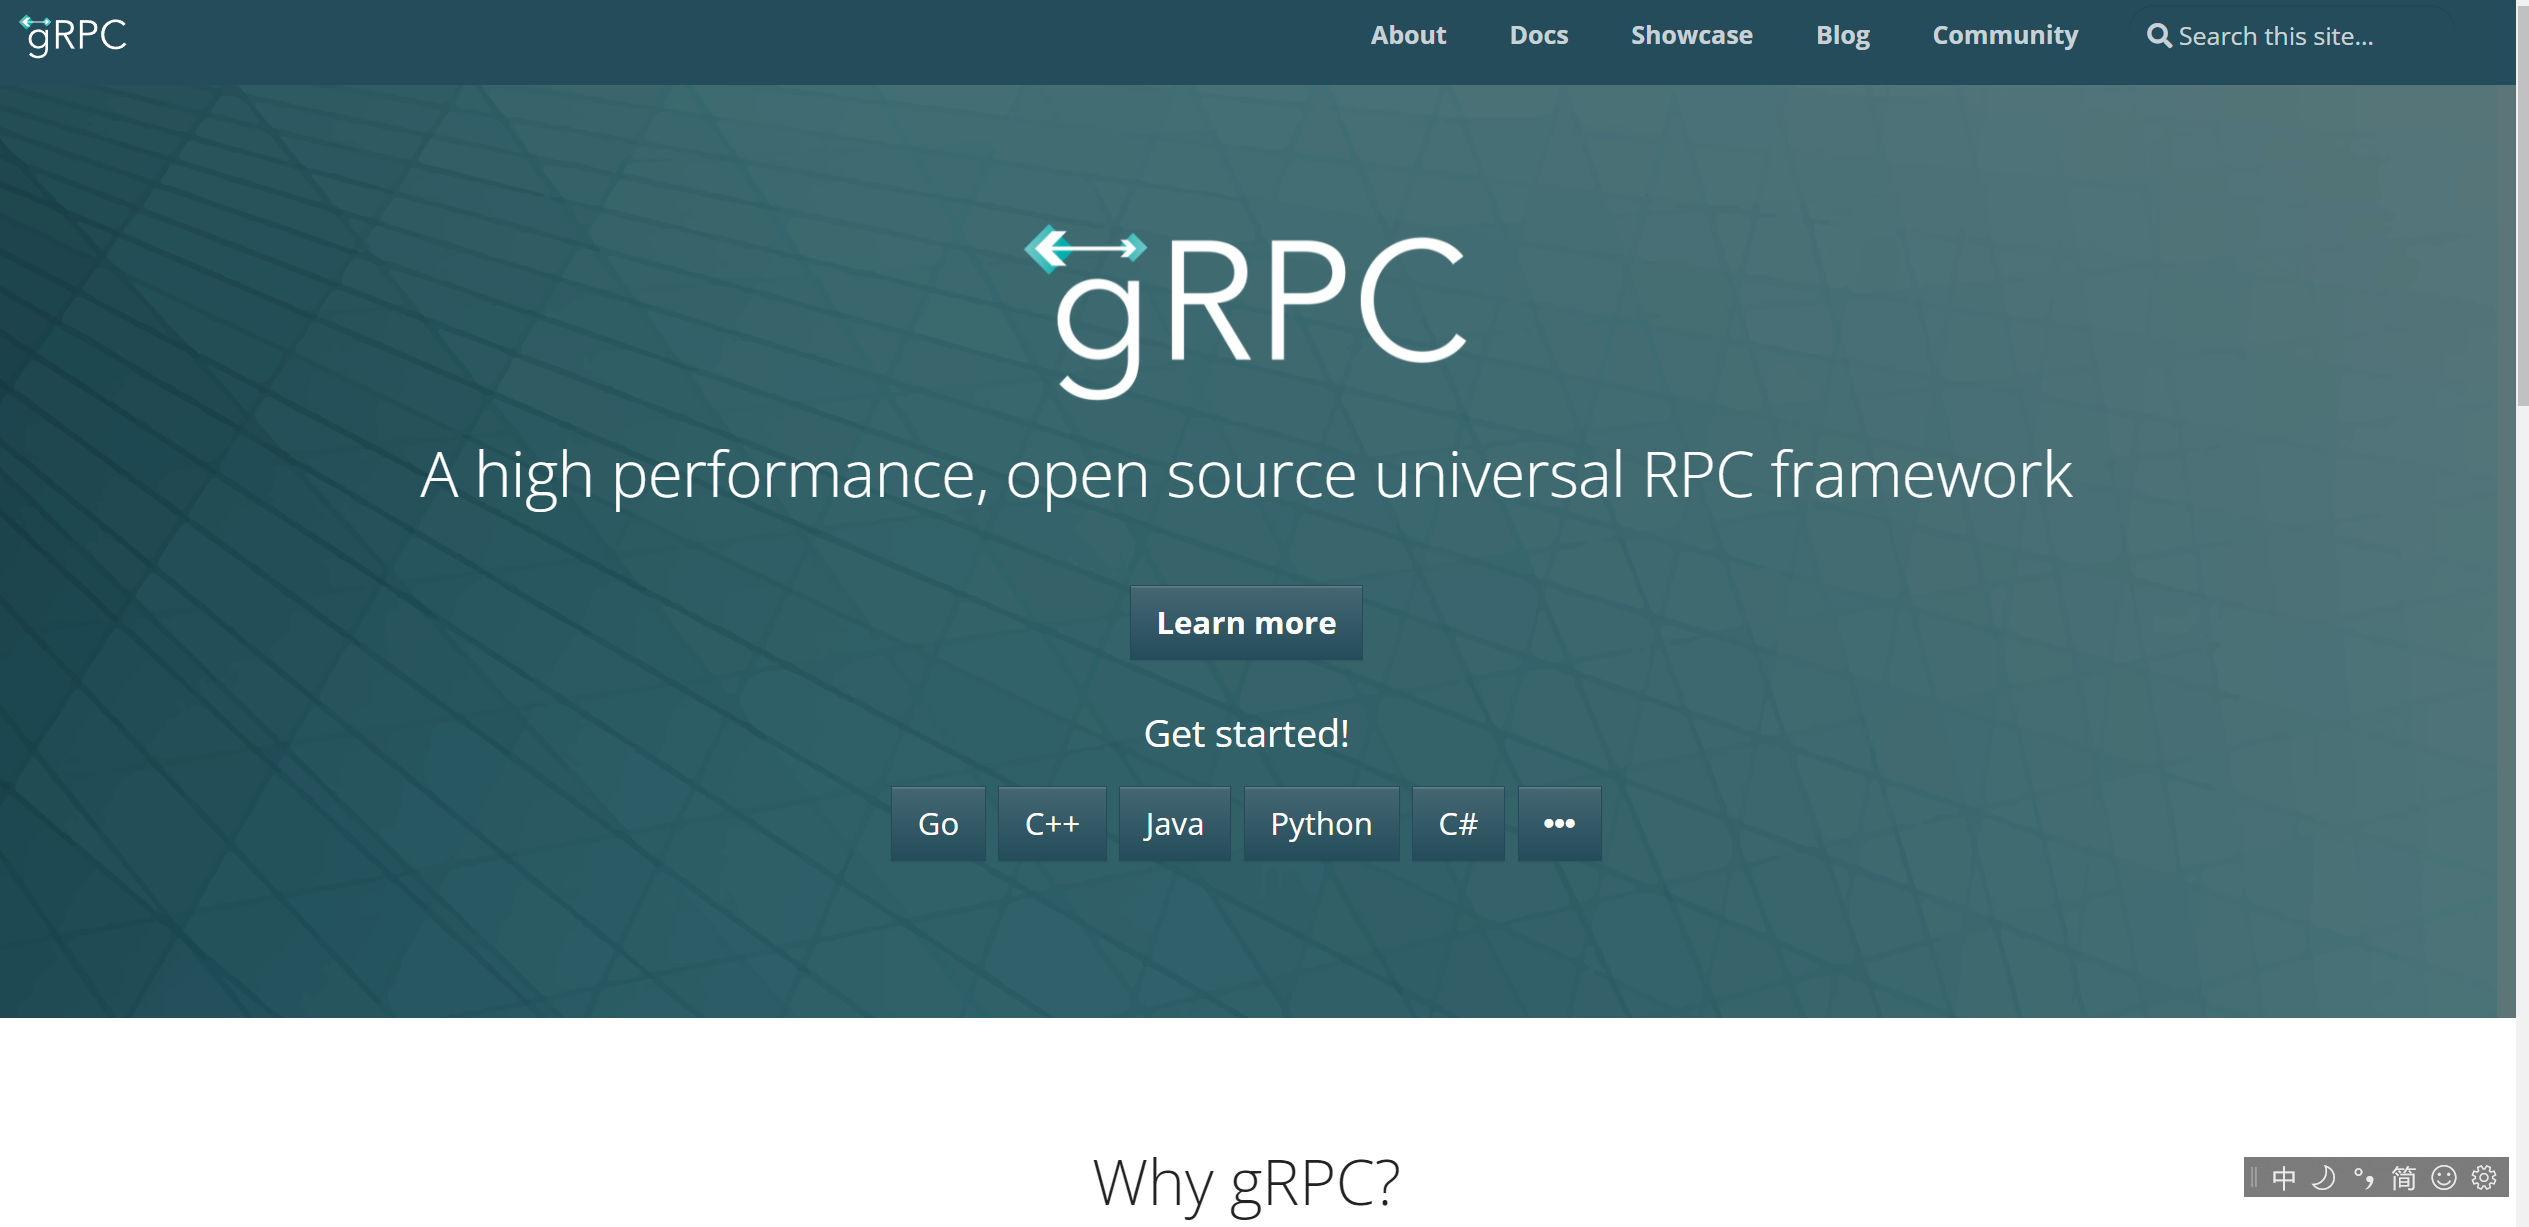 gRPC About Docs Showcase Blog Community Search this site...
gRPC
A high performance, open source universal RPC framework
Learn more
Get started!
Go C++ Java Python C# •••
Why gRPC?
中 °, 简